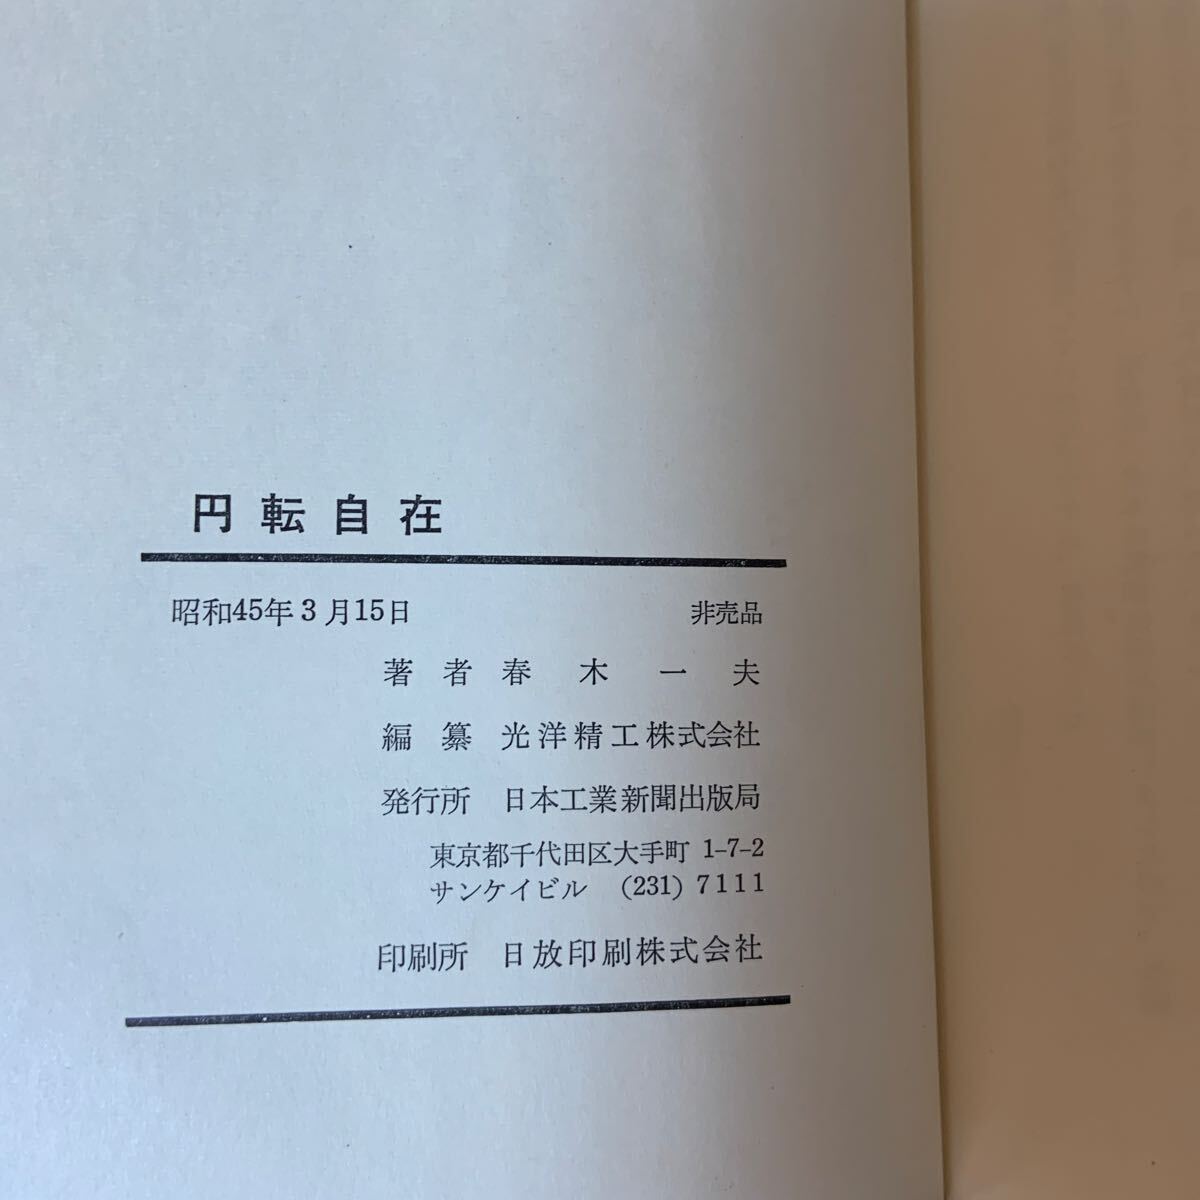 円転自在
昭和45年3月15日 非売品
著者 春木一夫
編纂 光洋精工株式会社
発行所 日本工業新聞出版局
東京都千代田区大手町 1-7-2
サンケイビル (231) 7111
印刷所 日放印刷株式会社